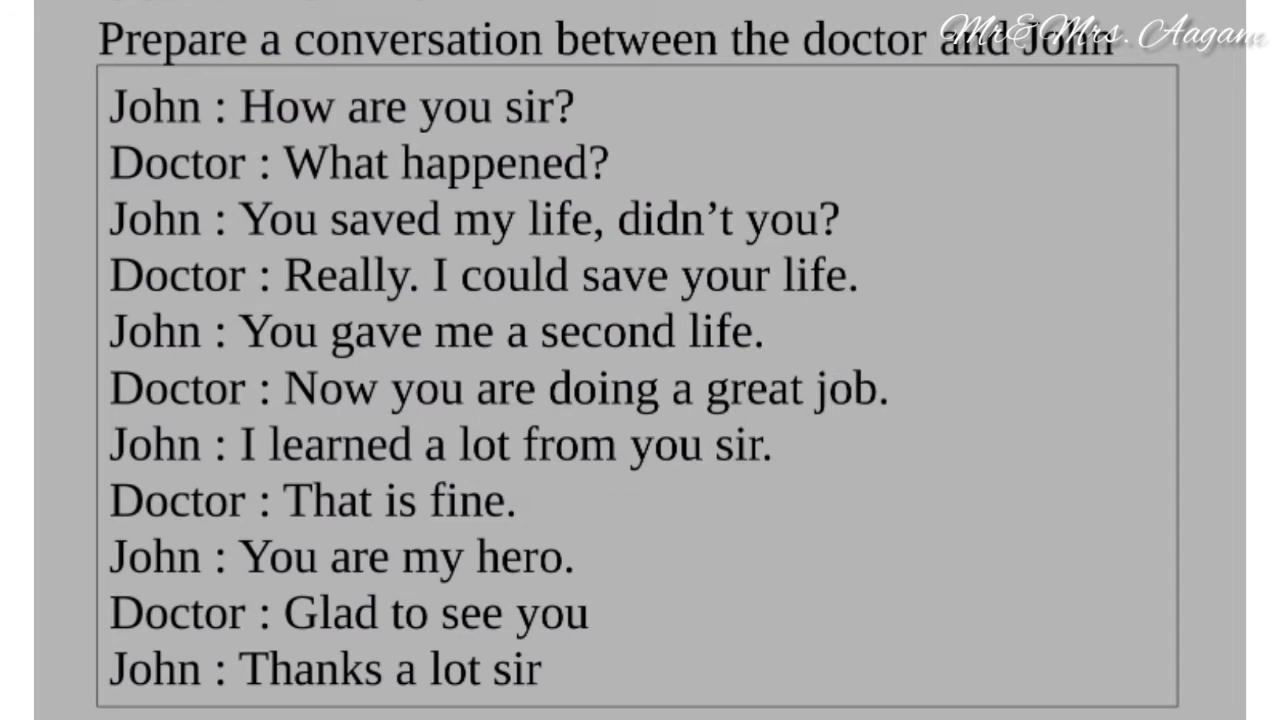 Prepare a conversation between the doctor and John
Mr&Mrs. Aagam
John : How are you sir?
Doctor : What happened?
John : You saved my life, didn’t you?
Doctor : Really. I could save your life.
John : You gave me a second life.
Doctor : Now you are doing a great job.
John : I learned a lot from you sir.
Doctor : That is fine.
John : You are my hero.
Doctor : Glad to see you
John : Thanks a lot sir